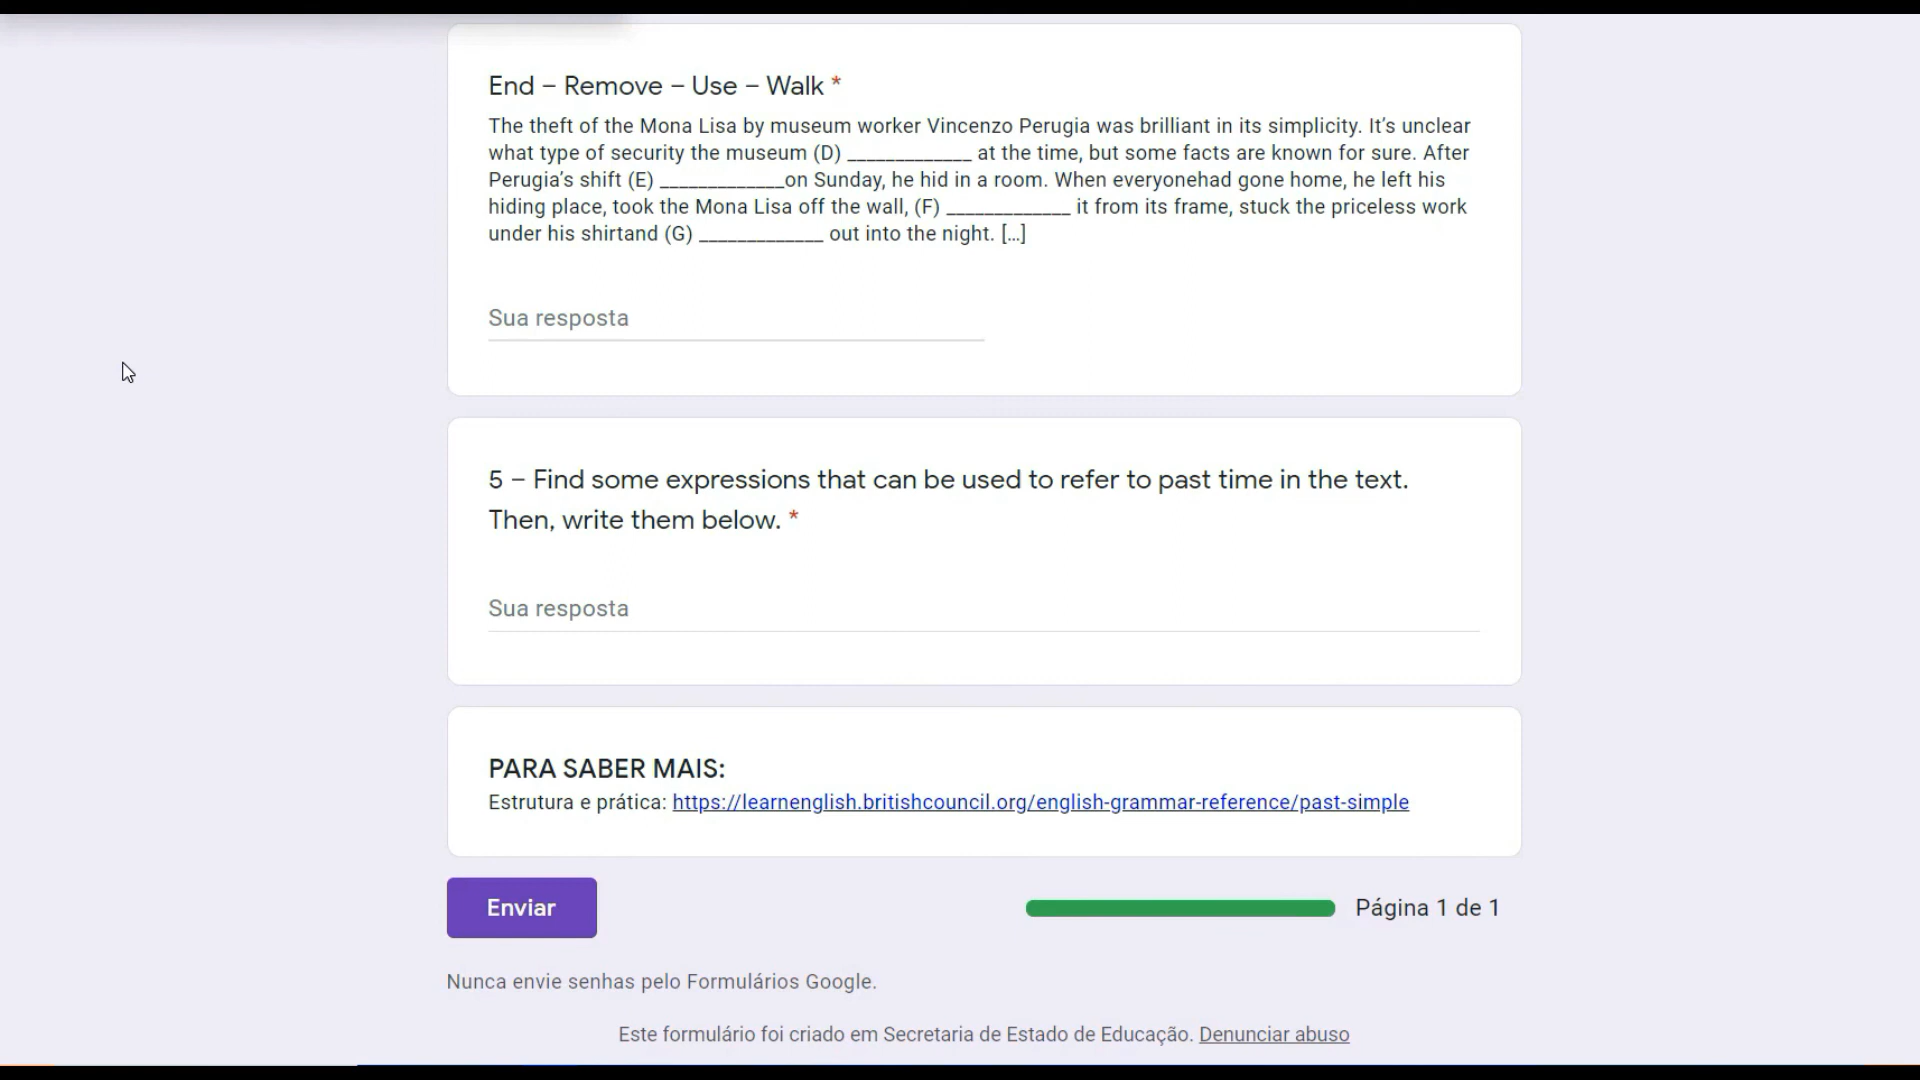 End – Remove – Use – Walk *
The theft of the Mona Lisa by museum worker Vincenzo Perugia was brilliant in its simplicity. It’s unclear
what type of security the museum (D) _____________ at the time, but some facts are known for sure. After
Perugia’s shift (E) _____________on Sunday, he hid in a room. When everyonehad gone home, he left his
hiding place, took the Mona Lisa off the wall, (F) _____________ it from its frame, stuck the priceless work
under his shirtand (G) _____________ out into the night. […]
Sua resposta
5 – Find some expressions that can be used to refer to past time in the text.
Then, write them below. *
Sua resposta
PARA SABER MAIS:
Estrutura e prática: https://learnenglish.britishcouncil.org/english-grammar-reference/past-simple
Enviar
Página 1 de 1
Nunca envie senhas pelo Formulários Google.
Este formulário foi criado em Secretaria de Estado de Educação. Denunciar abuso